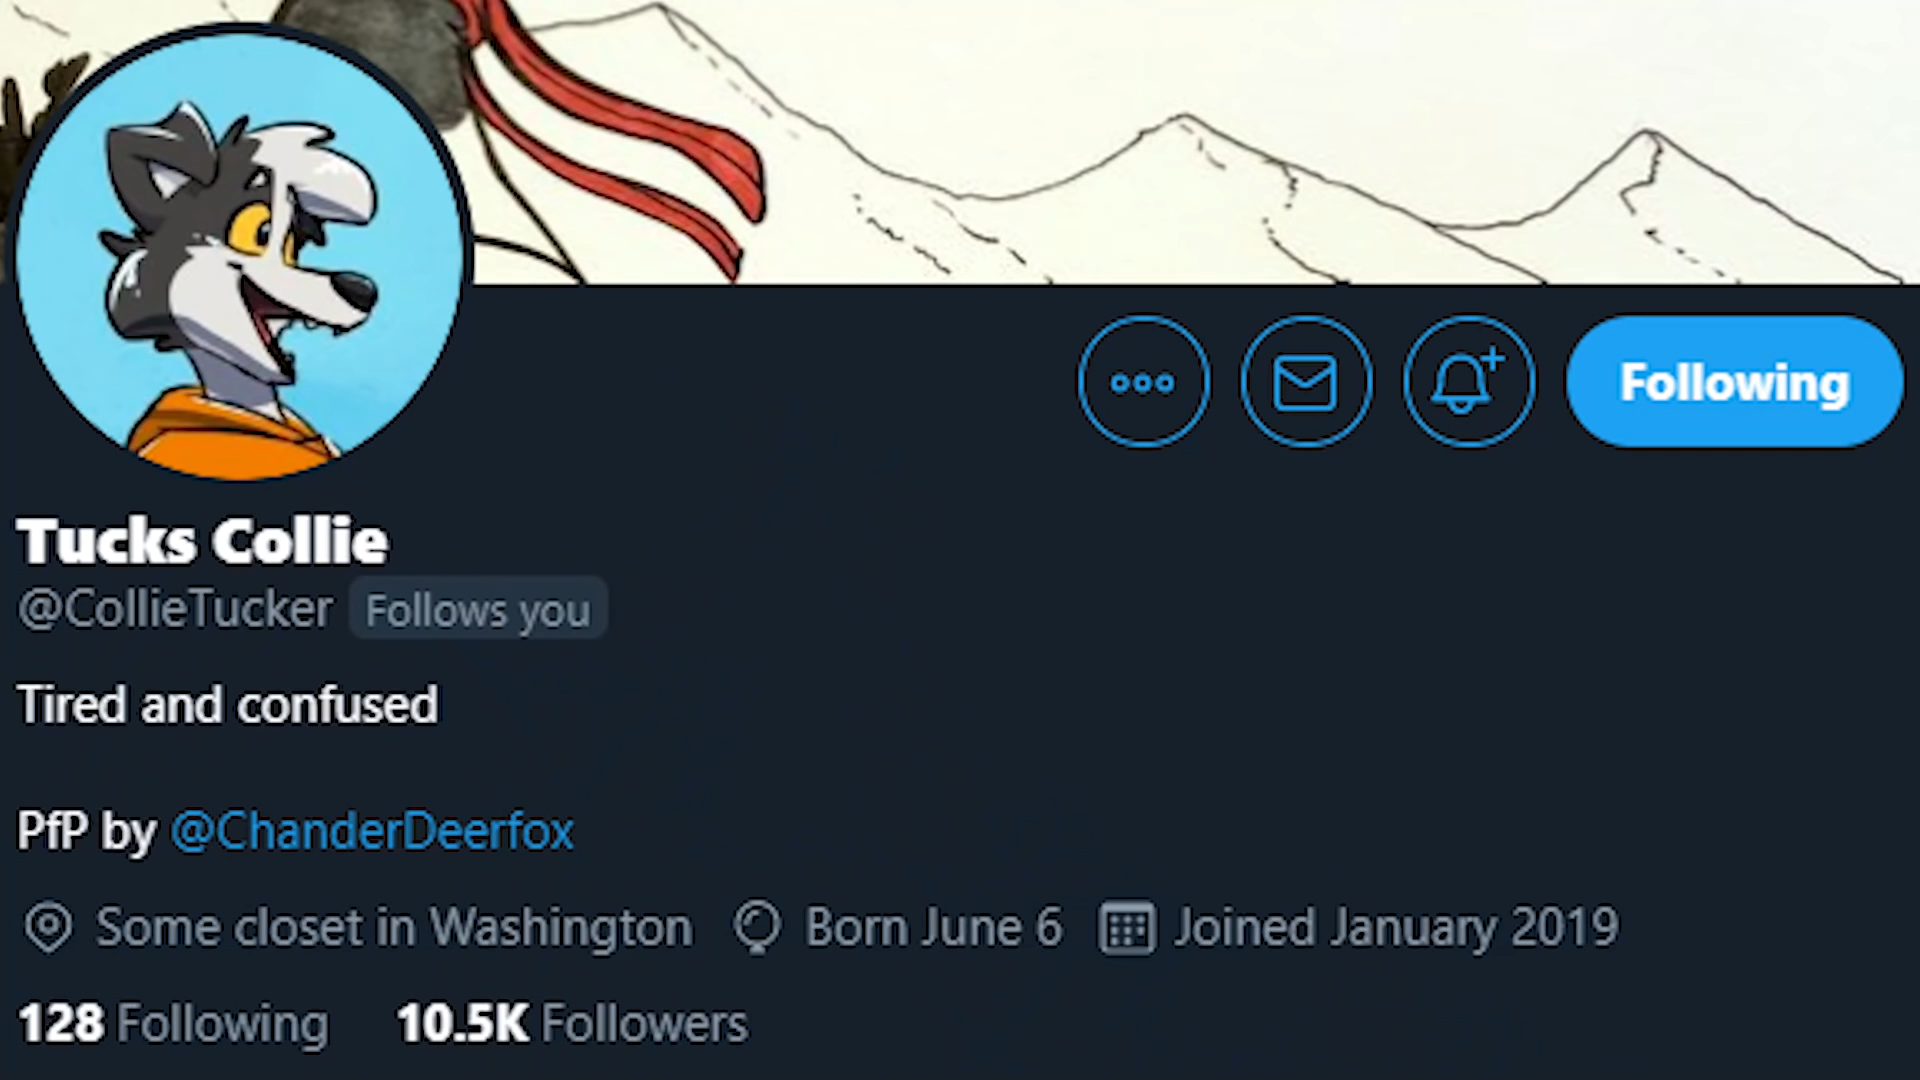 Following
Tucks Collie
@CollieTucker Follows you
Tired and confused
PfP by @ChanderDeerfox
Some closet in Washington Born June 6 Joined January 2019
128 Following 10.5K Followers